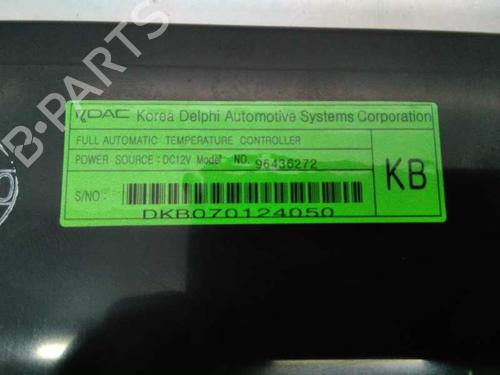 KDAC Korea Delphi Automotive Systems Corporation
FULL AUTOMATIC TEMPERATURE CONTROLLER
POWER SOURCE : DC12V Model NO. 96436272
KB
S/NO :
DKB070124050
B-PARTS